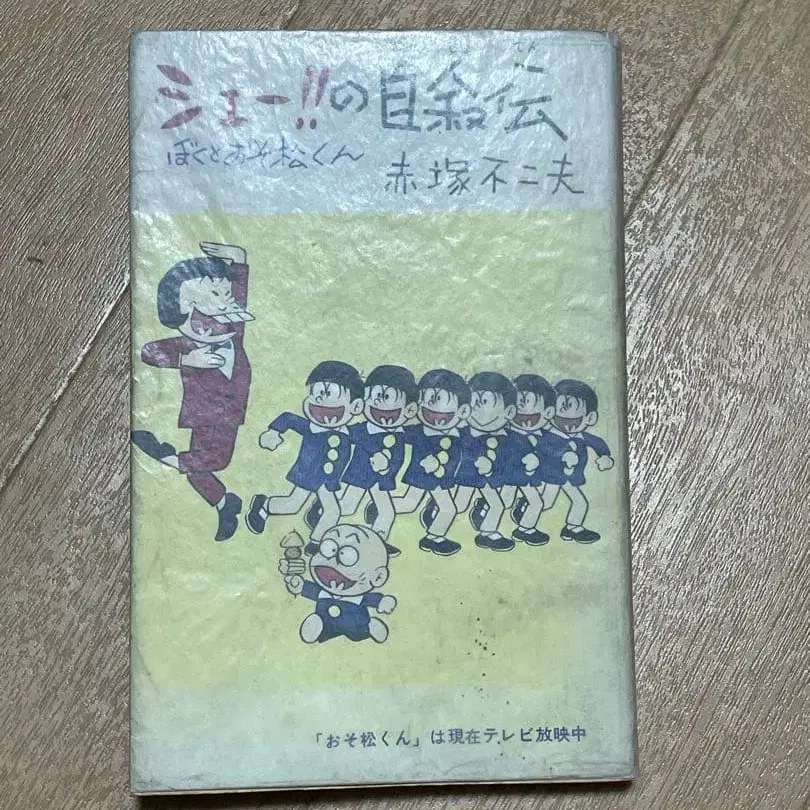 シェー!!の自叙伝
ぼくとおそ松くん
赤塚不二夫
「おそ松くん」は現在テレビ放映中